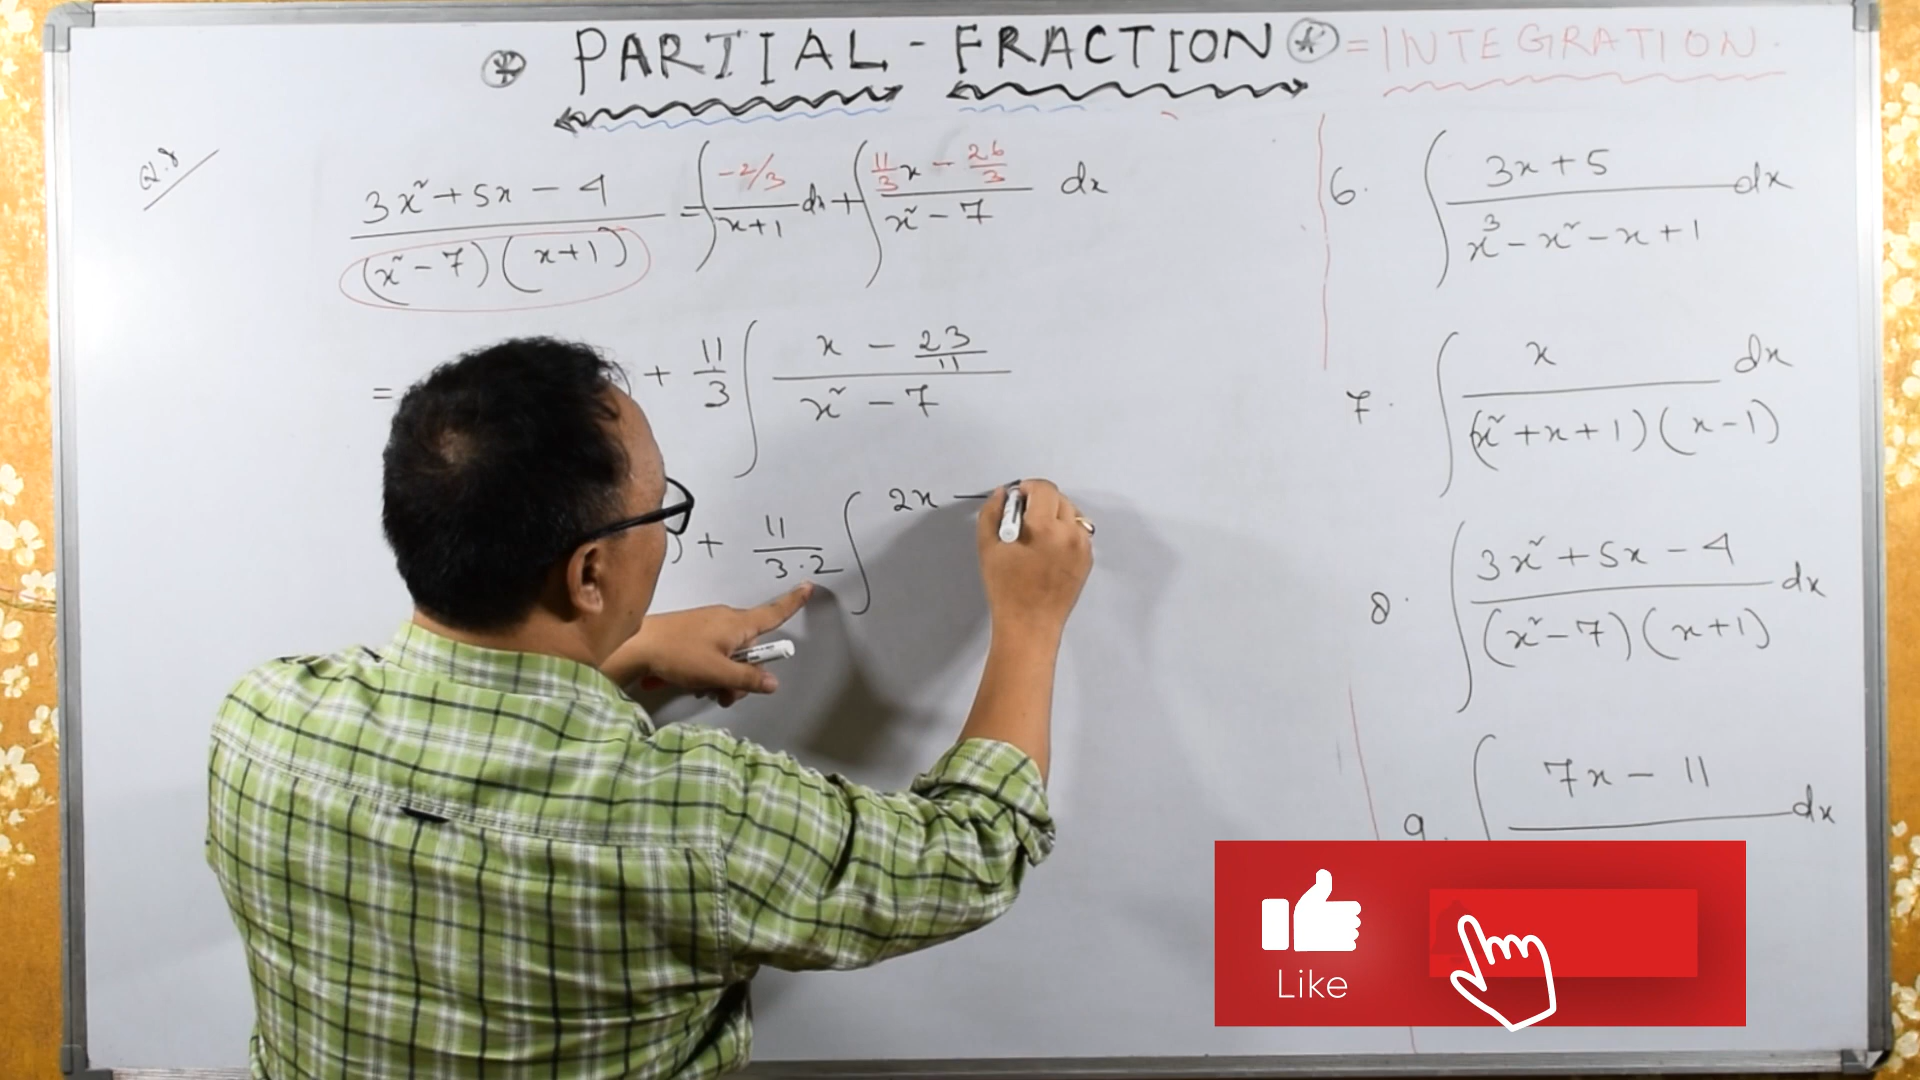 * PARTIAL - FRACTION * = INTEGRATION.
Q.8
3x² + 5x - 4 / (x² - 7)(x + 1) = ∫ -2/3 / x+1 dx + ∫ 11/3 x - 26/3 / x² - 7 dx
= + 11/3 ∫ x - 23/11 / x² - 7
) + 11/3·2 ∫ 2x -
6. ∫ 3x + 5 / x³ - x² - x + 1 dx
7. ∫ x / (x² + x + 1)(x - 1) dx
8. ∫ 3x² + 5x - 4 / (x² - 7)(x + 1) dx
9. ∫ 7x - 11 dx
Like